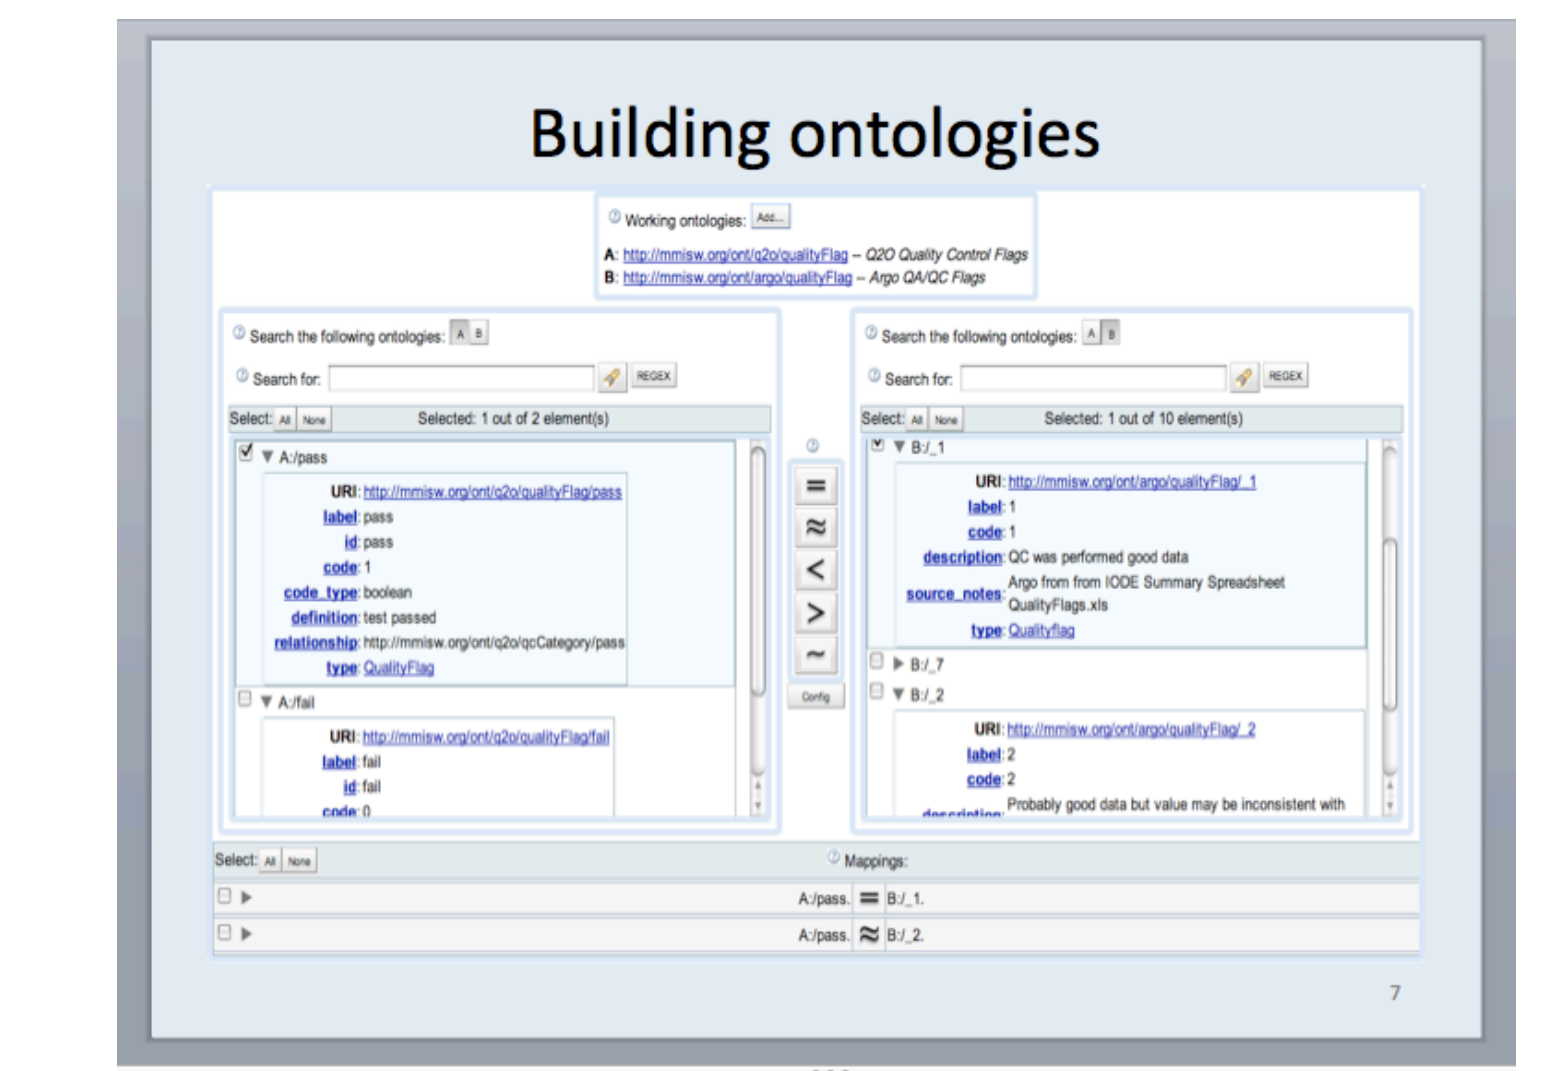 Building ontologies
Working ontologies: Add...
A: http://mmisw.org/ont/q2o/qualityFlag -- Q2O Quality Control Flags
B: http://mmisw.org/ont/argo/qualityFlag -- Argo QA/QC Flags
Search the following ontologies: A B
Search for: REGEX
Select: All None Selected: 1 out of 2 element(s)
A:/pass
URI: http://mmisw.org/ont/q2o/qualityFlag/pass
label: pass
id: pass
code: 1
code_type: boolean
definition: test passed
relationship: http://mmisw.org/ont/q2o/qcCategory/pass
type: QualityFlag
A:/fail
URI: http://mmisw.org/ont/q2o/qualityFlag/fail
label: fail
id: fail
code: 0
=
≈
<
>
~
Config
Search the following ontologies: A B
Search for: REGEX
Select: All None Selected: 1 out of 10 element(s)
B:/_1
URI: http://mmisw.org/ont/argo/qualityFlag/_1
label: 1
code: 1
description: QC was performed good data
source_notes: Argo from from IODE Summary Spreadsheet
QualityFlags.xls
type: Qualityflag
B:/_7
B:/_2
URI: http://mmisw.org/ont/argo/qualityFlag/_2
label: 2
code: 2
description: Probably good data but value may be inconsistent with
Select: All None Mappings:
A:/pass. = B:/_1.
A:/pass. ≈ B:/_2.
7